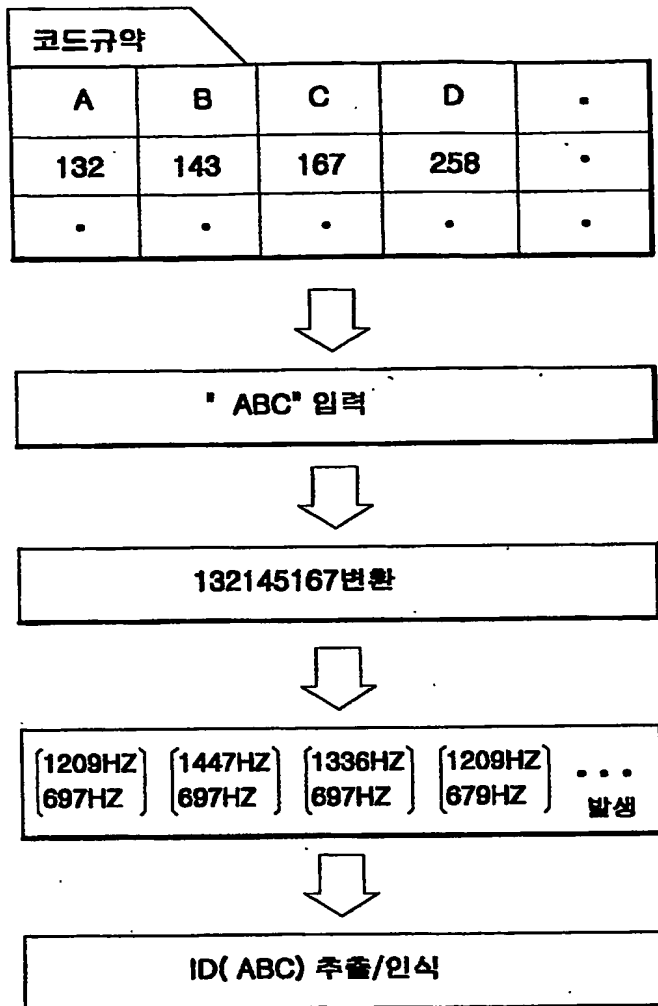 코드규약
A B C D
132 143 167 258
" ABC" 입력
132145167변환
1209HZ 1447HZ 1336HZ 1209HZ
697HZ 697HZ 697HZ 679HZ 발생
ID( ABC) 추출/인식